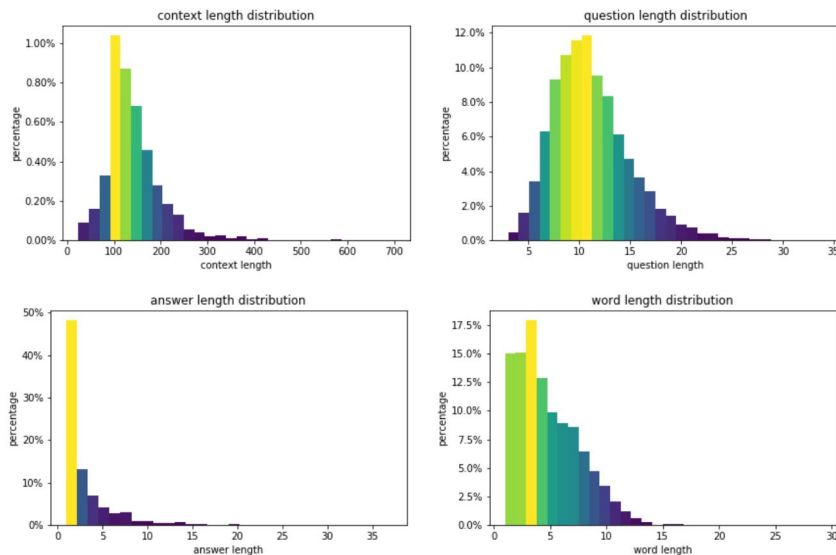 context length distribution
percentage
1.00%
0.80%
0.60%
0.40%
0.20%
0.00%
0 100 200 300 400 500 600 700
context length
question length distribution
percentage
12.0%
10.0%
8.0%
6.0%
4.0%
2.0%
0.0%
5 10 15 20 25 30 35
question length
answer length distribution
percentage
50%
40%
30%
20%
10%
0%
0 5 10 15 20 25 30 35
answer length
word length distribution
percentage
17.5%
15.0%
12.5%
10.0%
7.5%
5.0%
2.5%
0.0%
0 5 10 15 20 25 30
word length